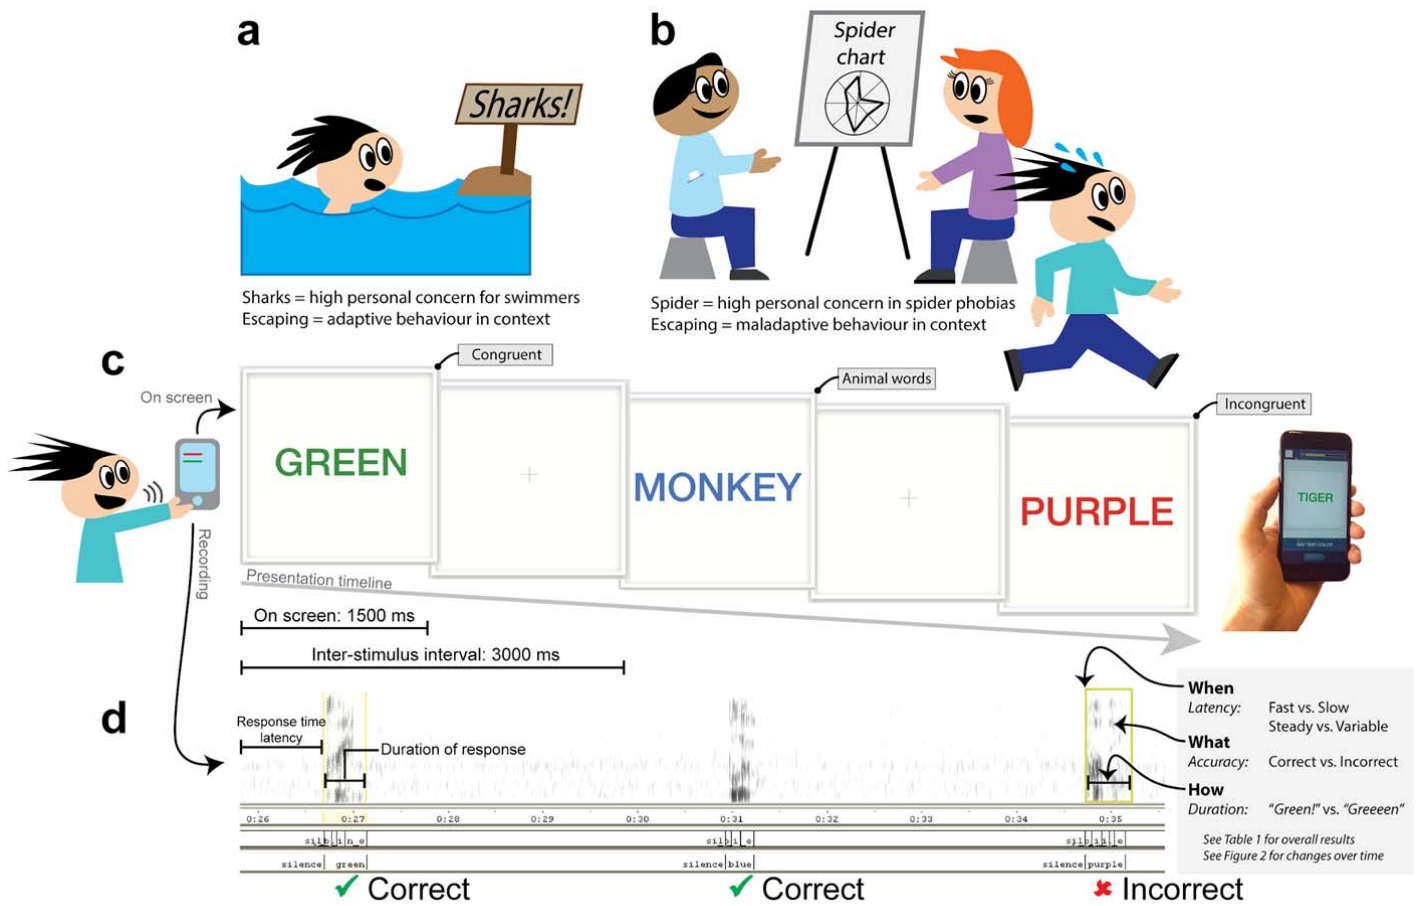 a
Sharks!
Sharks = high personal concern for swimmers
Escaping = adaptive behaviour in context
b
Spider
chart
Spider = high personal concern in spider phobias
Escaping = maladaptive behaviour in context
c
On screen
Recording
Congruent
GREEN
Animal words
MONKEY
Incongruent
PURPLE
TIGER
SAY TEXT COLOR
Presentation timeline
On screen: 1500 ms
Inter-stimulus interval: 3000 ms
d
Response time
latency
Duration of response
When
Latency: Fast vs. Slow
Steady vs. Variable
What
Accuracy: Correct vs. Incorrect
How
Duration: "Green!" vs. "Greeeen"
See Table 1 for overall results
See Figure 2 for changes over time
0:26 0:27 0:28 0:29 0:30 0:31 0:32 0:33 0:34 0:35
silence green silence blue silence purple
Correct Correct Incorrect